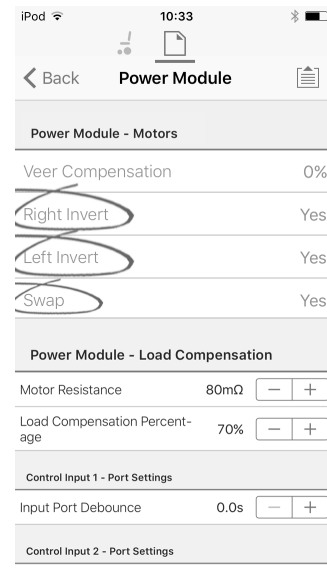 iPod 10:33
Back Power Module
Power Module - Motors
Veer Compensation 0%
Right Invert Yes
Left Invert Yes
Swap Yes
Power Module - Load Compensation
Motor Resistance 80mΩ − +
Load Compensation Percent-
age 70% − +
Control Input 1 - Port Settings
Input Port Debounce 0.0s − +
Control Input 2 - Port Settings